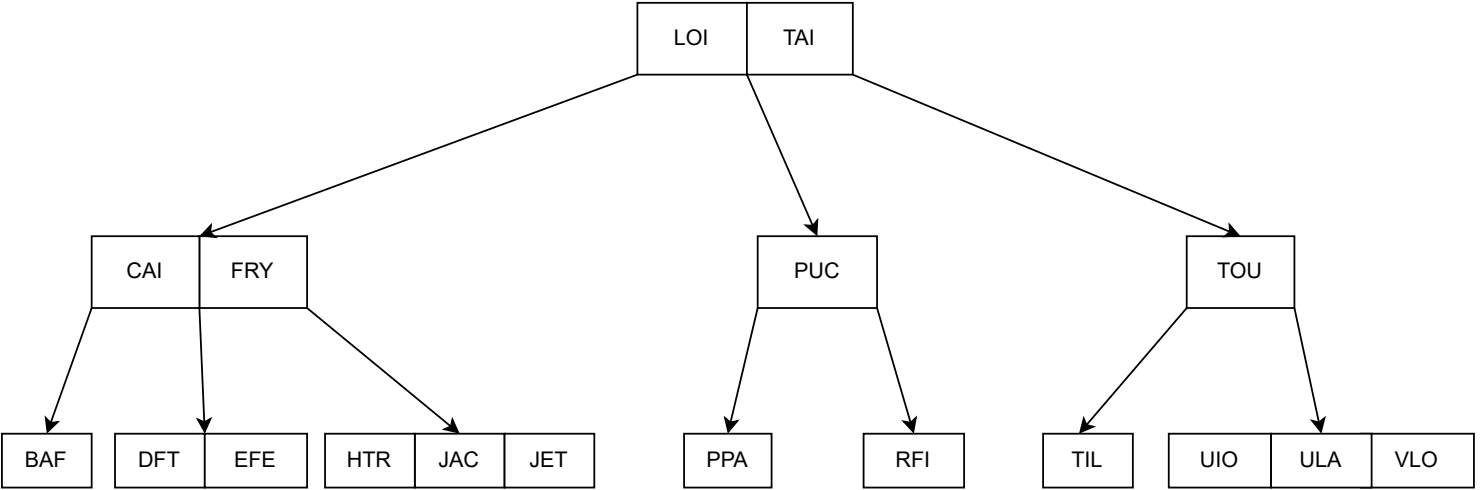 LOI TAI
CAI FRY PUC TOU
BAF DFT EFE HTR JAC JET PPA RFI TIL UIO ULA VLO